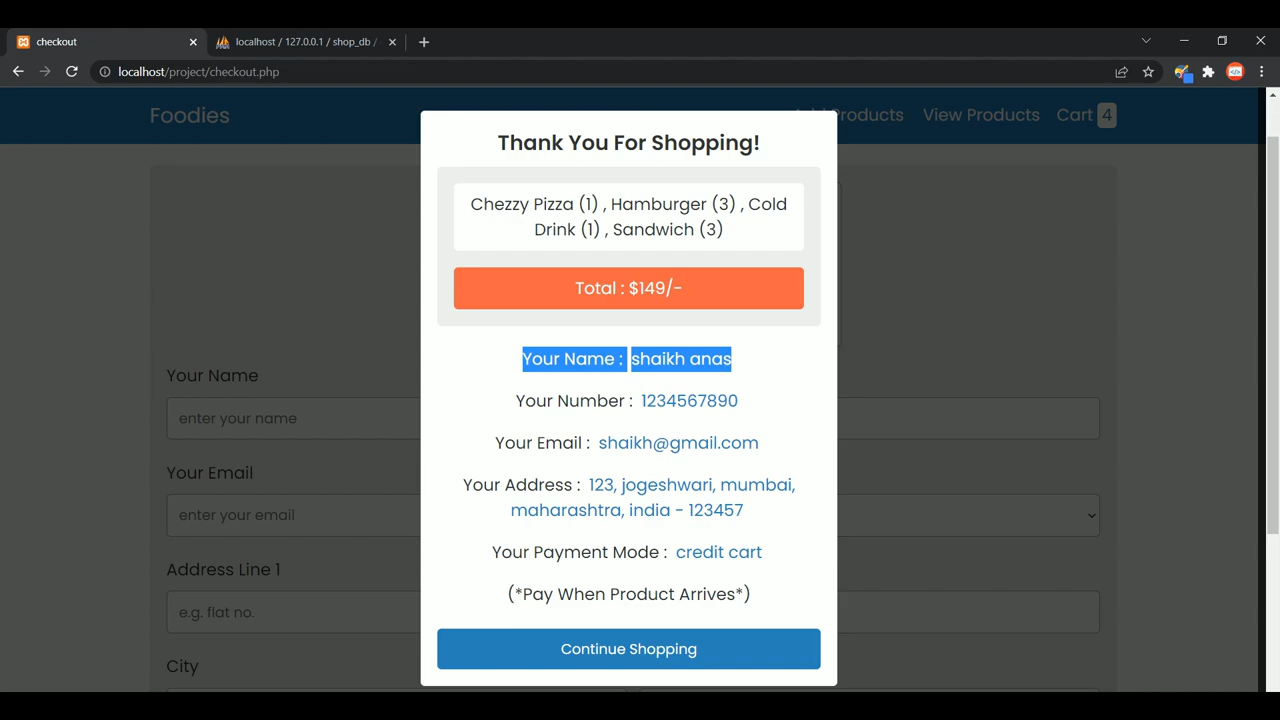 checkout
localhost / 127.0.0.1 / shop_db /
localhost/project/checkout.php
Foodies
Products
View Products
Cart 4
Thank You For Shopping!
Chezzy Pizza (1) , Hamburger (3) , Cold
Drink (1) , Sandwich (3)
Total : $149/-
Your Name : shaikh anas
Your Number : 1234567890
Your Email : shaikh@gmail.com
Your Address : 123, jogeshwari, mumbai,
maharashtra, india - 123457
Your Payment Mode : credit cart
(*Pay When Product Arrives*)
Continue Shopping
Your Name
enter your name
Your Email
enter your email
Address Line 1
e.g. flat no.
City